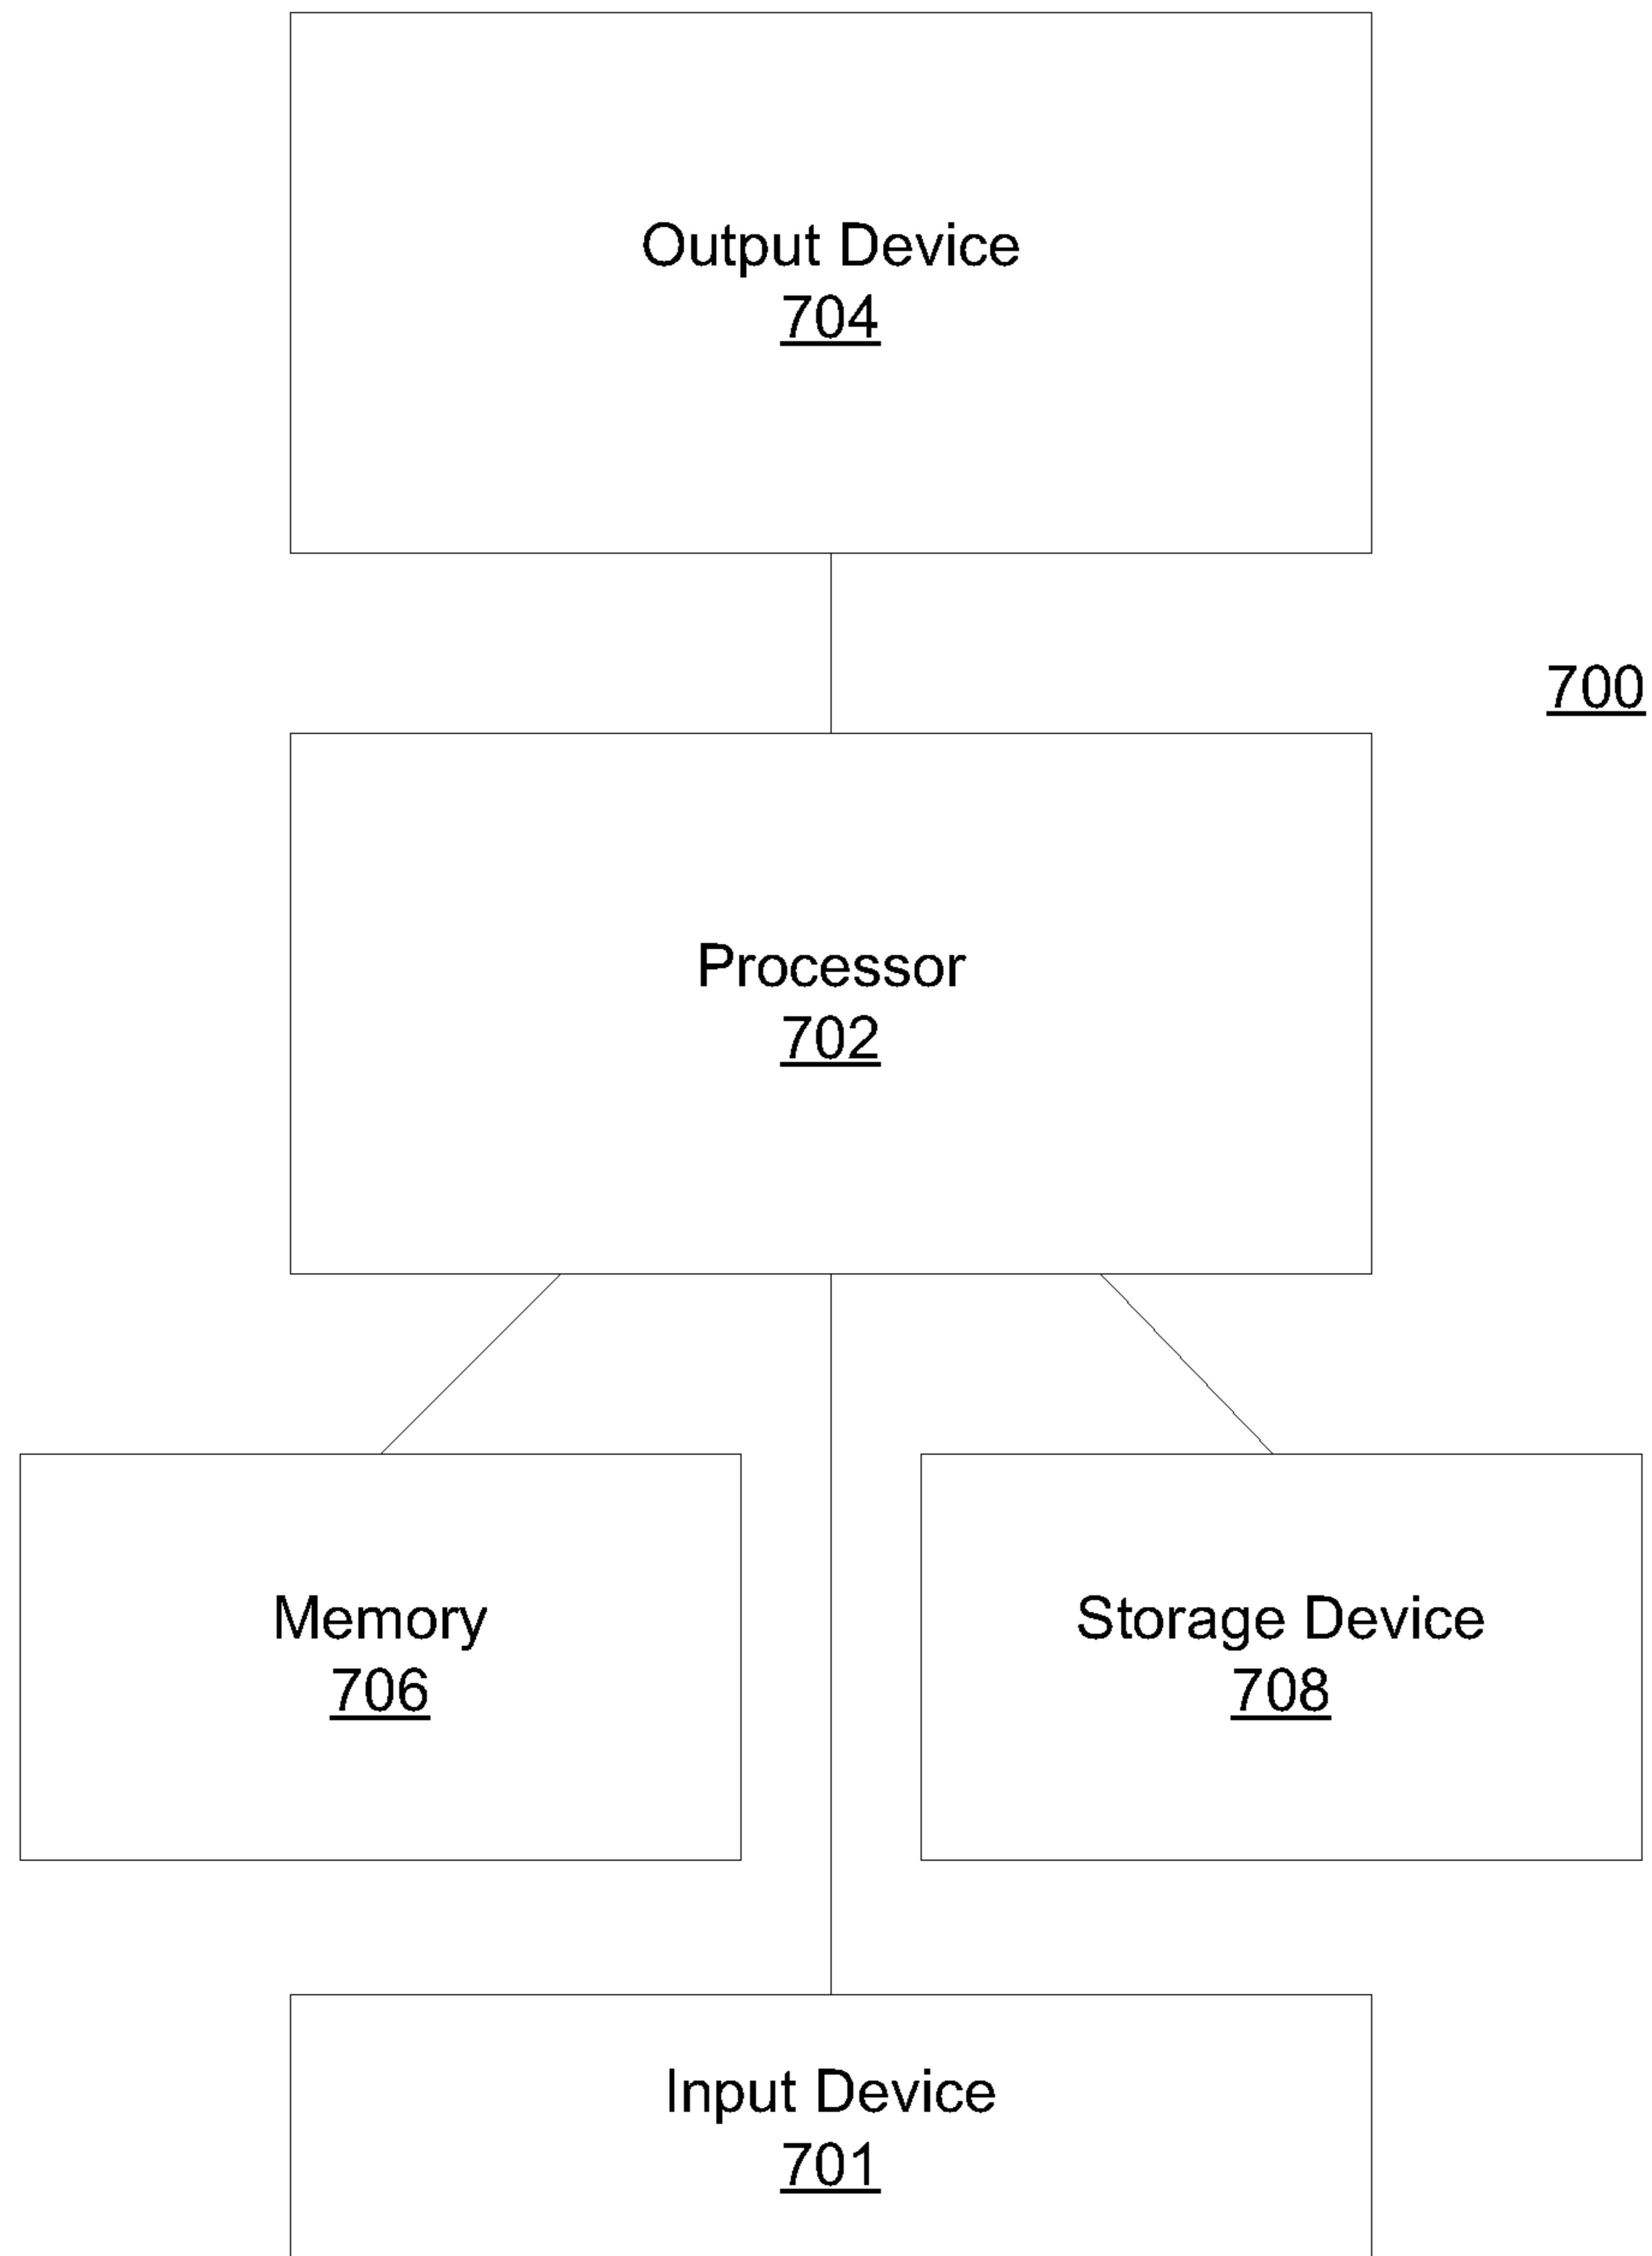 Output Device
704
700
Processor
702
Memory
706
Storage Device
708
Input Device
701